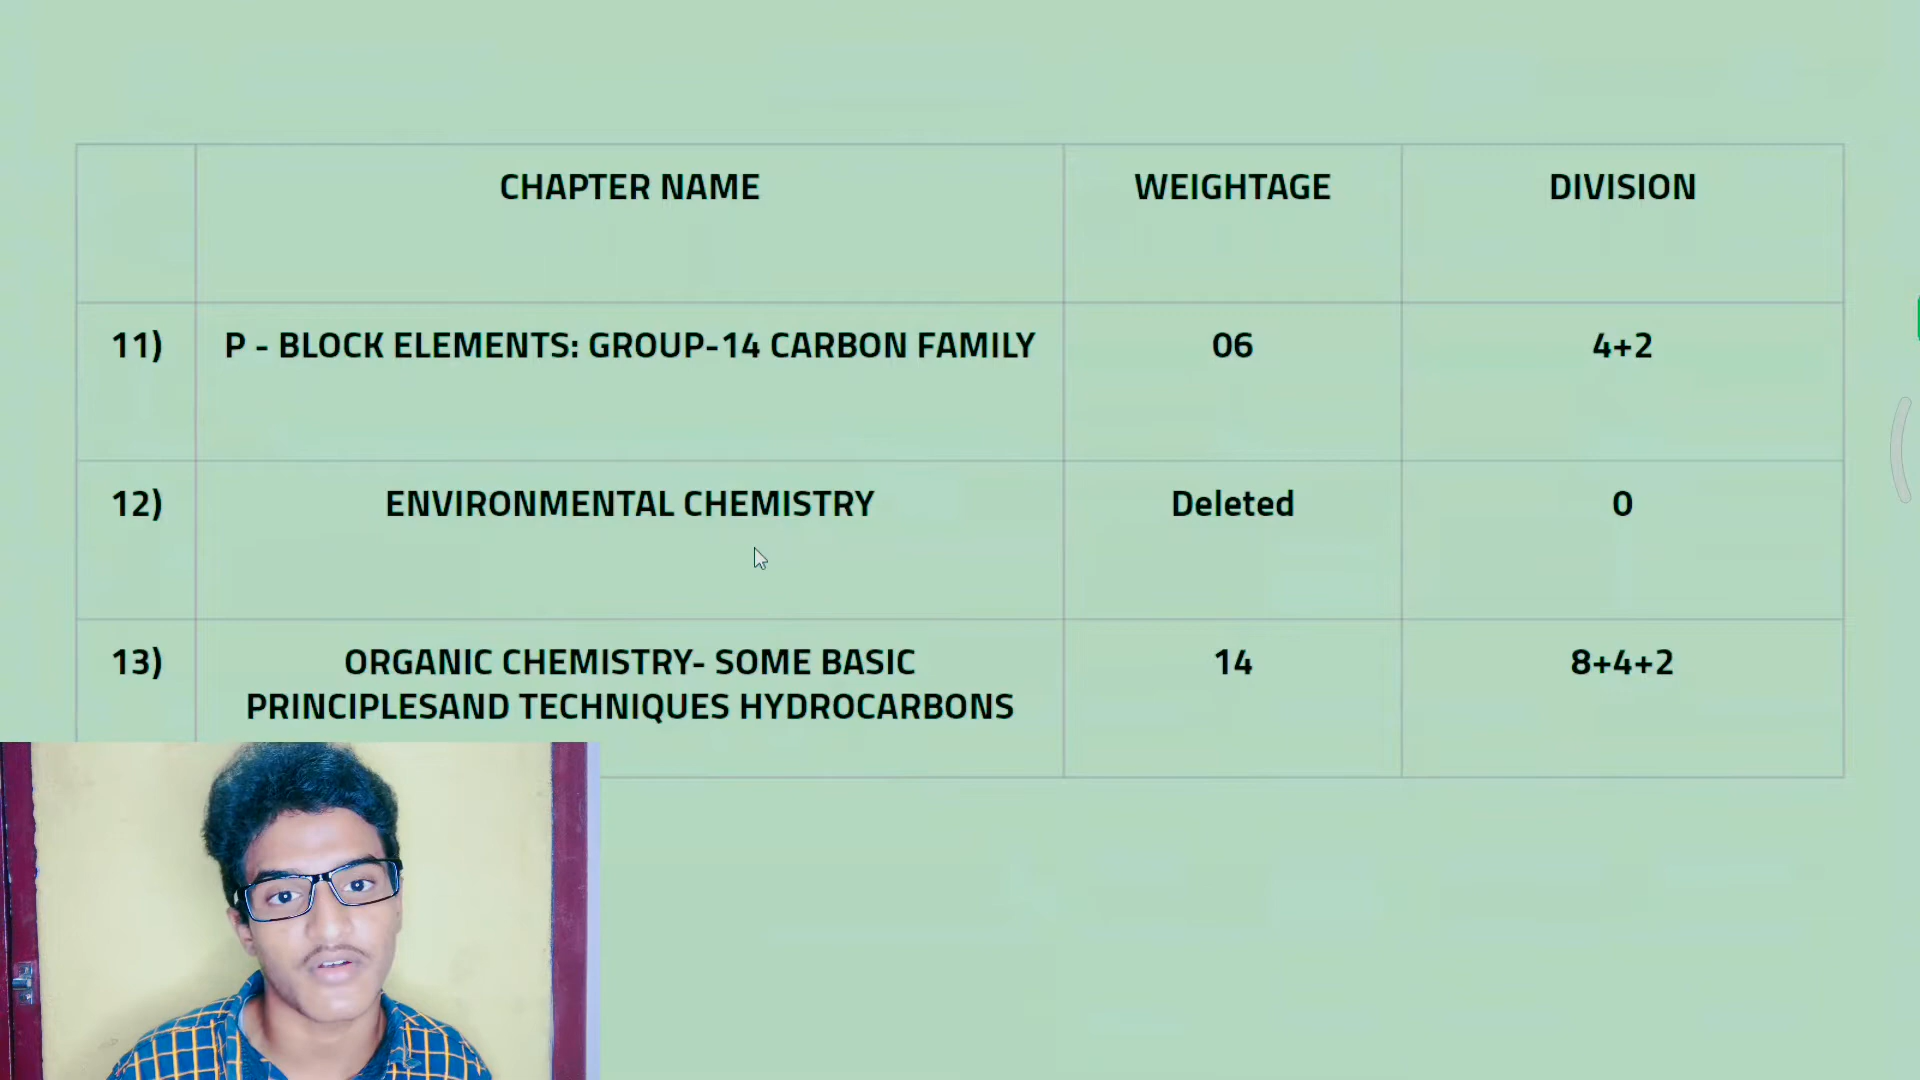 CHAPTER NAME WEIGHTAGE DIVISION
11) P - BLOCK ELEMENTS: GROUP-14 CARBON FAMILY 06 4+2
12) ENVIRONMENTAL CHEMISTRY Deleted 0
13) ORGANIC CHEMISTRY- SOME BASIC 14 8+4+2
PRINCIPLESAND TECHNIQUES HYDROCARBONS